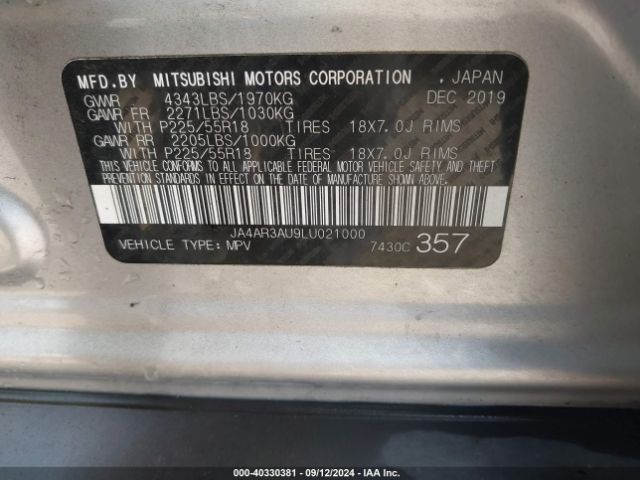 MFD.BY MITSUBISHI MOTORS CORPORATION . JAPAN
GVWR 4343LBS/1970KG DEC 2019
GAWR FR 2271LBS/1030KG
WITH P225/55R18 TIRES 18X7.0J RIMS
GAWR RR 2205LBS/1000KG
WITH P225/55R18 TIRES 18X7.0J RIMS
THIS VEHICLE CONFORMS TO ALL APPLICABLE FEDERAL MOTOR VEHICLE SAFETY AND THEFT
PREVENTION STANDARDS IN EFFECT ON THE DATE OF MANUFACTURE SHOWN ABOVE.
JA4AR3AU9LU021000
VEHICLE TYPE: MPV 7430C 357
000-40330381 - 09/12/2024 - IAA Auctions